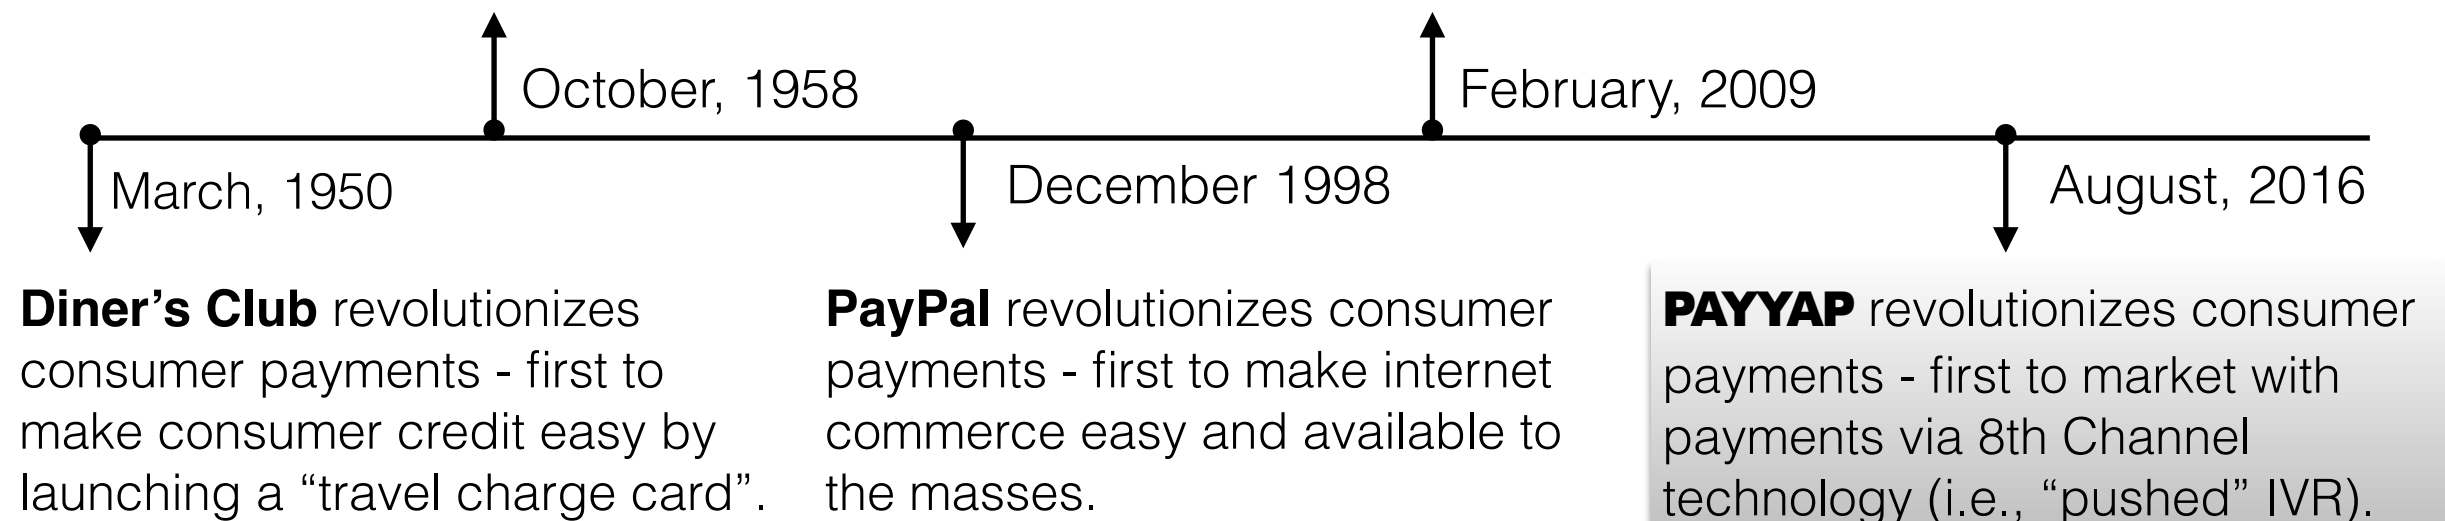 October, 1958
February, 2009
March, 1950
December 1998
August, 2016
Diner’s Club revolutionizes
consumer payments - first to
make consumer credit easy by
launching a “travel charge card”.
PayPal revolutionizes consumer
payments - first to make internet
commerce easy and available to
the masses.
PAYYAP revolutionizes consumer
payments - first to market with
payments via 8th Channel
technology (i.e., “pushed” IVR).